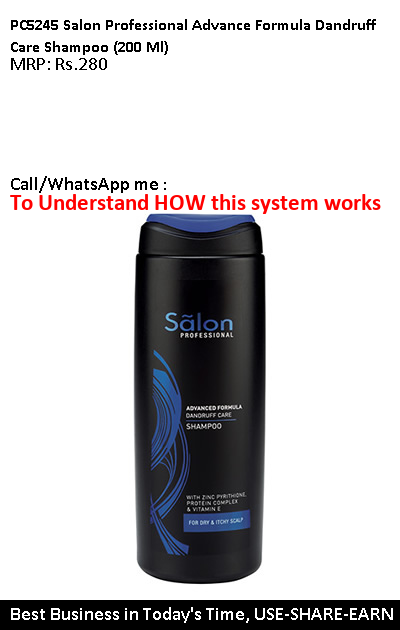 PC5245 Salon Professional Advance Formula Dandruff
Care Shampoo (200 Ml)
MRP: Rs.280
Call/WhatsApp me :
To Understand HOW this system works
Sãlon
PROFESSIONAL
ADVANCED FORMULA
DANDRUFF CARE
SHAMPOO
WITH ZINC PYRITHIONE,
PROTEIN COMPLEX
& VITAMIN E
FOR DRY & ITCHY SCALP
Best Business in Today's Time, USE-SHARE-EARN